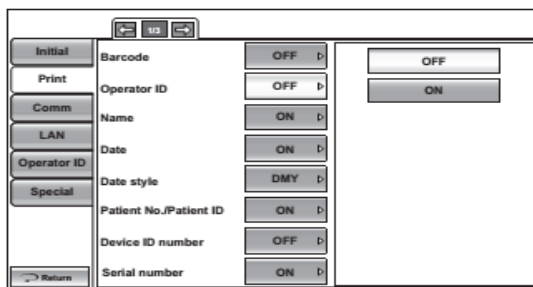 1/3
Initial
Print
Comm
LAN
Operator ID
Special
Return
Barcode OFF
Operator ID OFF
Name ON
Date ON
Date style DMY
Patient No./Patient ID ON
Device ID number OFF
Serial number ON
OFF
ON